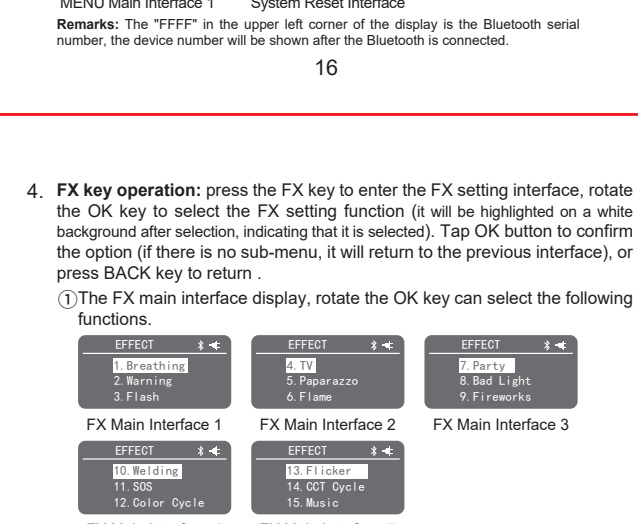 MENU Main Interface 1 System Reset Interface
Remarks: The "FFFF" in the upper left corner of the display is the Bluetooth serial
number, the device number will be shown after the Bluetooth is connected.
16
4. FX key operation: press the FX key to enter the FX setting interface, rotate
the OK key to select the FX setting function (it will be highlighted on a white
background after selection, indicating that it is selected). Tap OK button to confirm
the option (if there is no sub-menu, it will return to the previous interface), or
press BACK key to return .
①The FX main interface display, rotate the OK key can select the following
functions.
EFFECT
1. Breathing
2. Warning
3. Flash
FX Main Interface 1
EFFECT
4. TV
5. Paparazzo
6. Flame
FX Main Interface 2
EFFECT
7. Party
8. Bad Light
9. Fireworks
FX Main Interface 3
EFFECT
10. Welding
11. SOS
12. Color Cycle
EFFECT
13. Flicker
14. CCT Cycle
15. Music